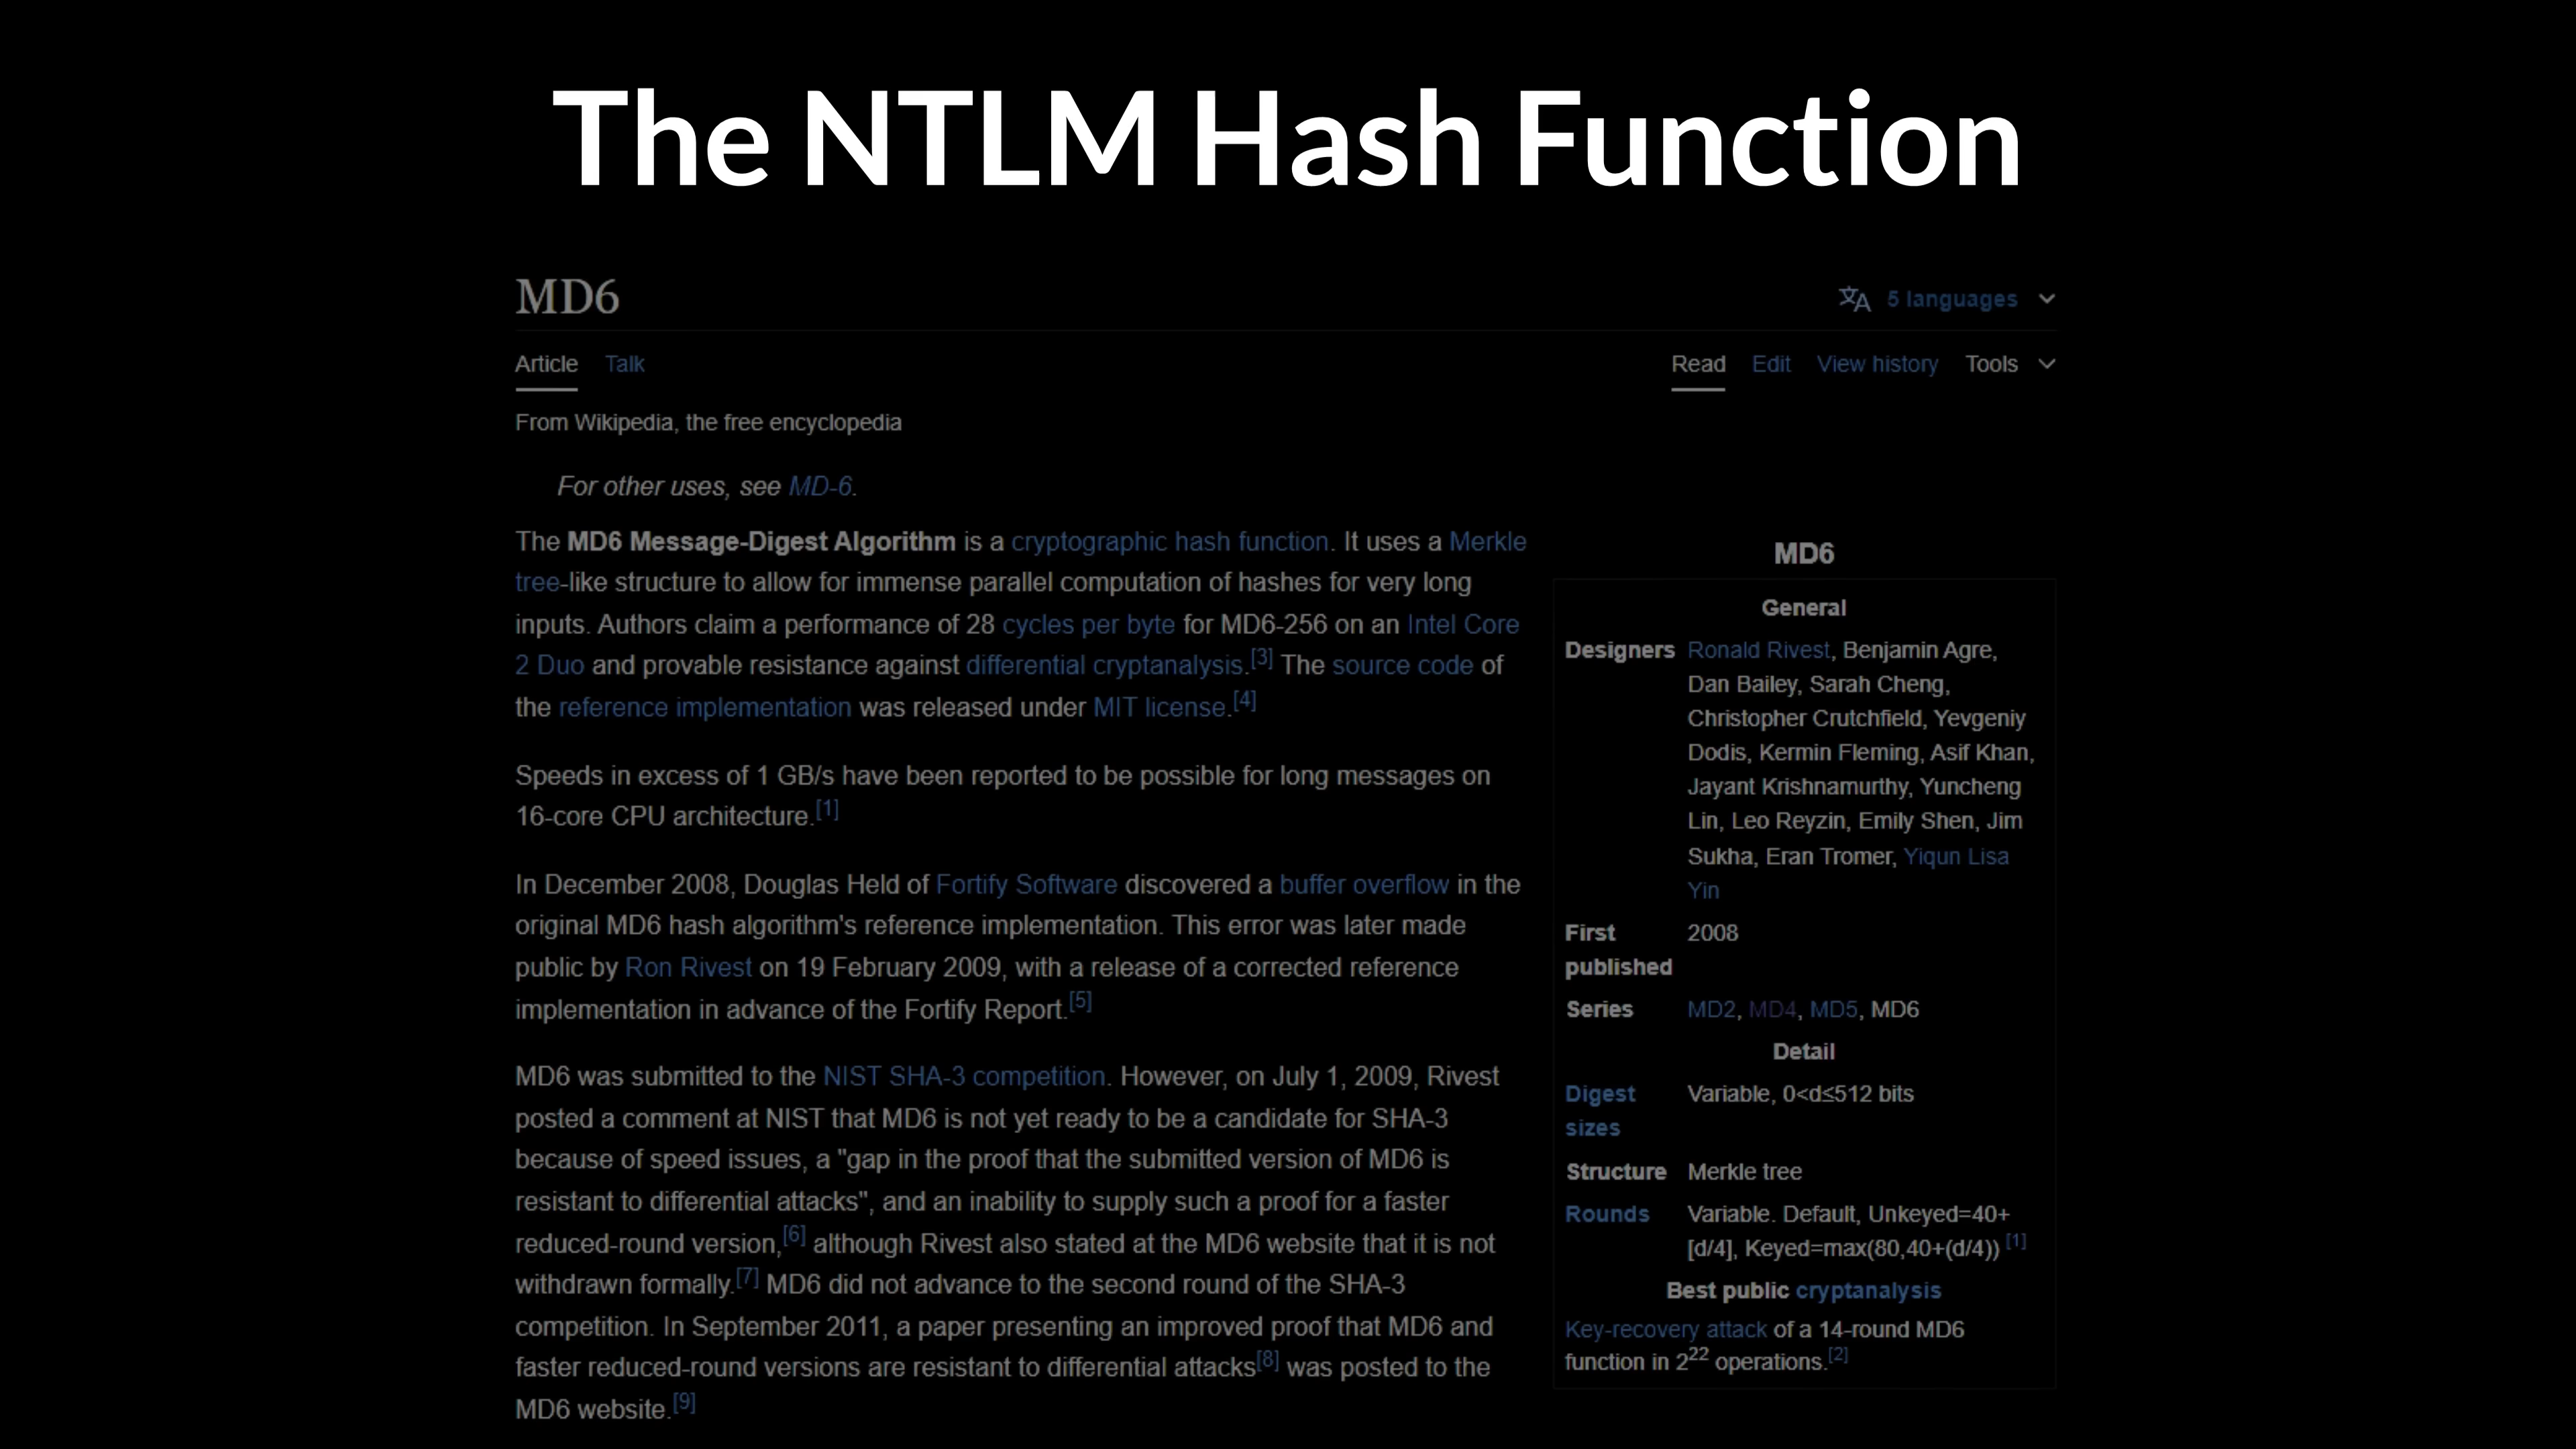 The NTLM Hash Function
MD6
5 languages
Article Talk
Read Edit View history Tools
From Wikipedia, the free encyclopedia
For other uses, see MD-6.
The MD6 Message-Digest Algorithm is a cryptographic hash function. It uses a Merkle
tree-like structure to allow for immense parallel computation of hashes for very long
inputs. Authors claim a performance of 28 cycles per byte for MD6-256 on an Intel Core
2 Duo and provable resistance against differential cryptanalysis.[3] The source code of
the reference implementation was released under MIT license.[4]
Speeds in excess of 1 GB/s have been reported to be possible for long messages on
16-core CPU architecture.[1]
In December 2008, Douglas Held of Fortify Software discovered a buffer overflow in the
original MD6 hash algorithm's reference implementation. This error was later made
public by Ron Rivest on 19 February 2009, with a release of a corrected reference
implementation in advance of the Fortify Report.[5]
MD6 was submitted to the NIST SHA-3 competition. However, on July 1, 2009, Rivest
posted a comment at NIST that MD6 is not yet ready to be a candidate for SHA-3
because of speed issues, a "gap in the proof that the submitted version of MD6 is
resistant to differential attacks", and an inability to supply such a proof for a faster
reduced-round version,[6] although Rivest also stated at the MD6 website that it is not
withdrawn formally.[7] MD6 did not advance to the second round of the SHA-3
competition. In September 2011, a paper presenting an improved proof that MD6 and
faster reduced-round versions are resistant to differential attacks[8] was posted to the
MD6 website.[9]
MD6
General
Designers Ronald Rivest, Benjamin Agre,
Dan Bailey, Sarah Cheng,
Christopher Crutchfield, Yevgeniy
Dodis, Kermin Fleming, Asif Khan,
Jayant Krishnamurthy, Yuncheng
Lin, Leo Reyzin, Emily Shen, Jim
Sukha, Eran Tromer, Yiqun Lisa
Yin
First 2008
published
Series MD2, MD4, MD5, MD6
Detail
Digest Variable, 0<d≤512 bits
sizes
Structure Merkle tree
Rounds Variable. Default, Unkeyed=40+
[d/4], Keyed=max(80,40+(d/4)) [1]
Best public cryptanalysis
Key-recovery attack of a 14-round MD6
function in 2²² operations.[2]